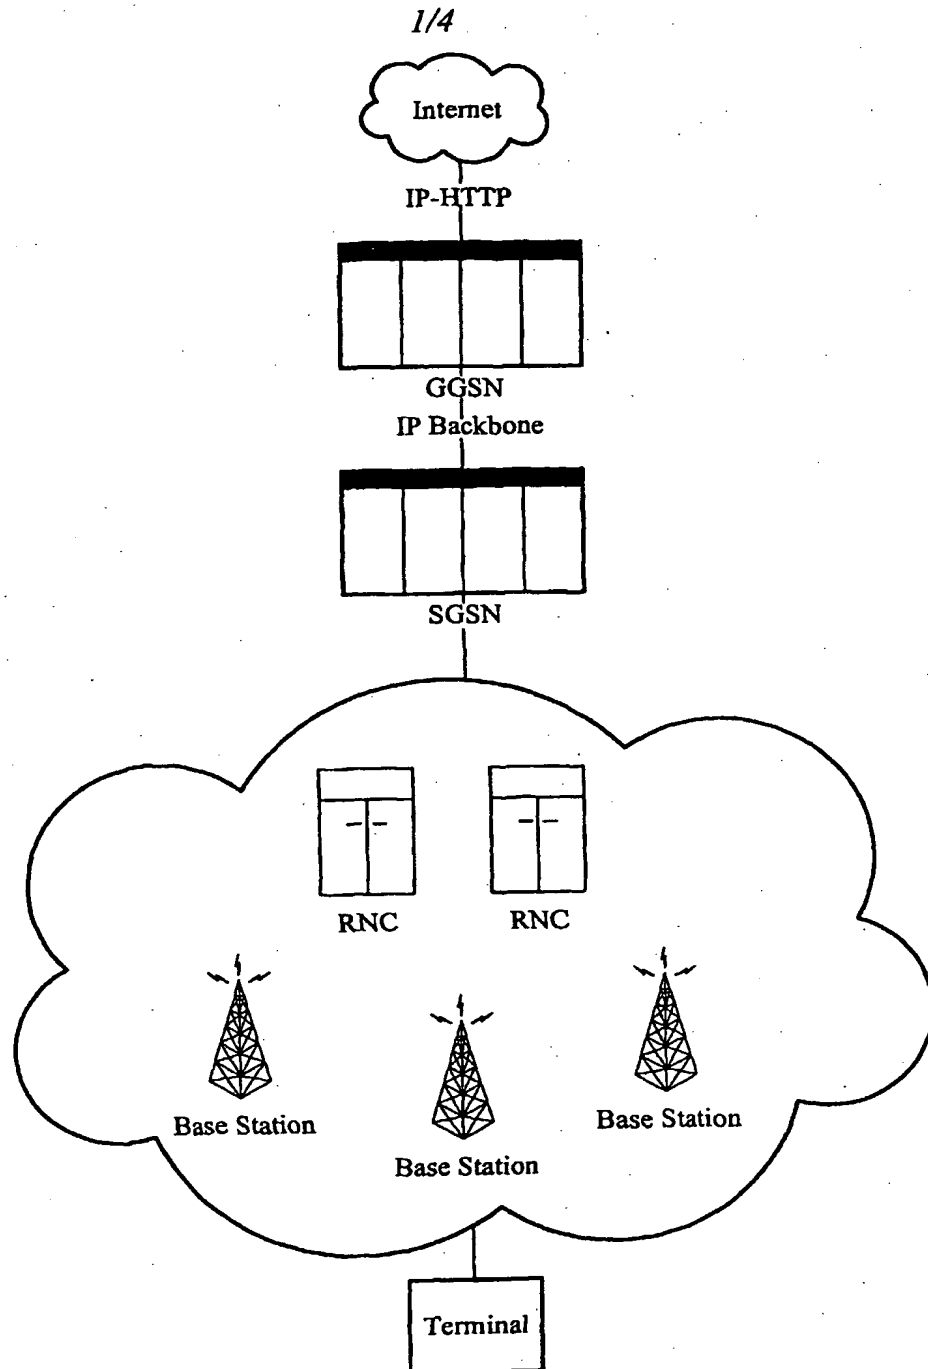 1/4
Internet
IP-HTTP
GGSN
IP Backbone
SGSN
RNC
RNC
Base Station
Base Station
Base Station
Terminal